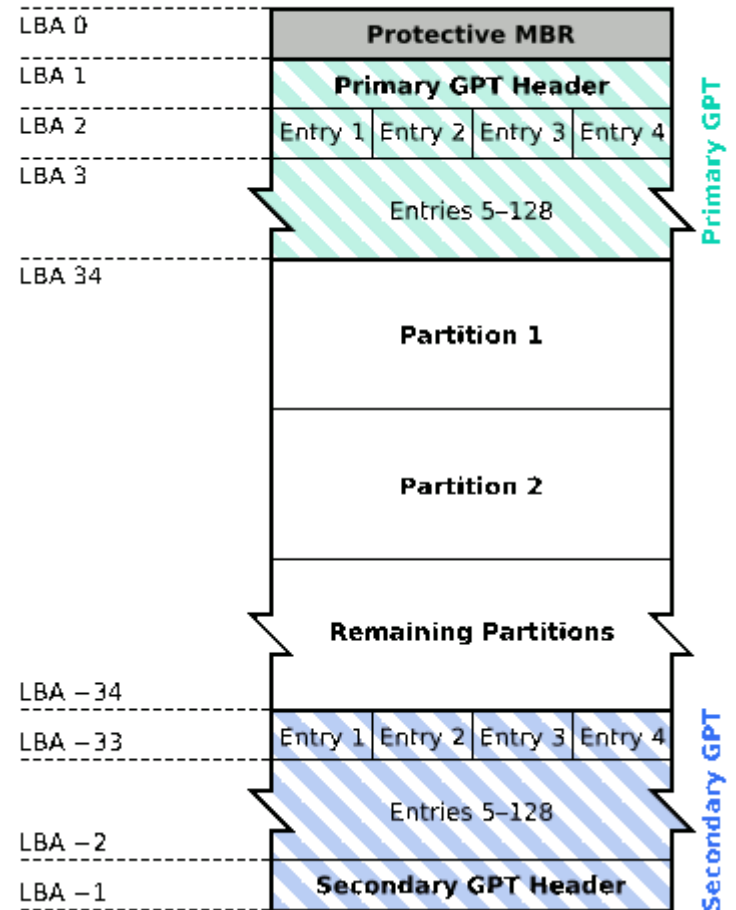 LBA 0
Protective MBR
LBA 1
Primary GPT Header
LBA 2
Entry 1 Entry 2 Entry 3 Entry 4
LBA 3
Entries 5–128
Primary GPT
LBA 34
Partition 1
Partition 2
Remaining Partitions
LBA −34
LBA −33
Entry 1 Entry 2 Entry 3 Entry 4
Entries 5–128
LBA −2
LBA −1
Secondary GPT Header
Secondary GPT